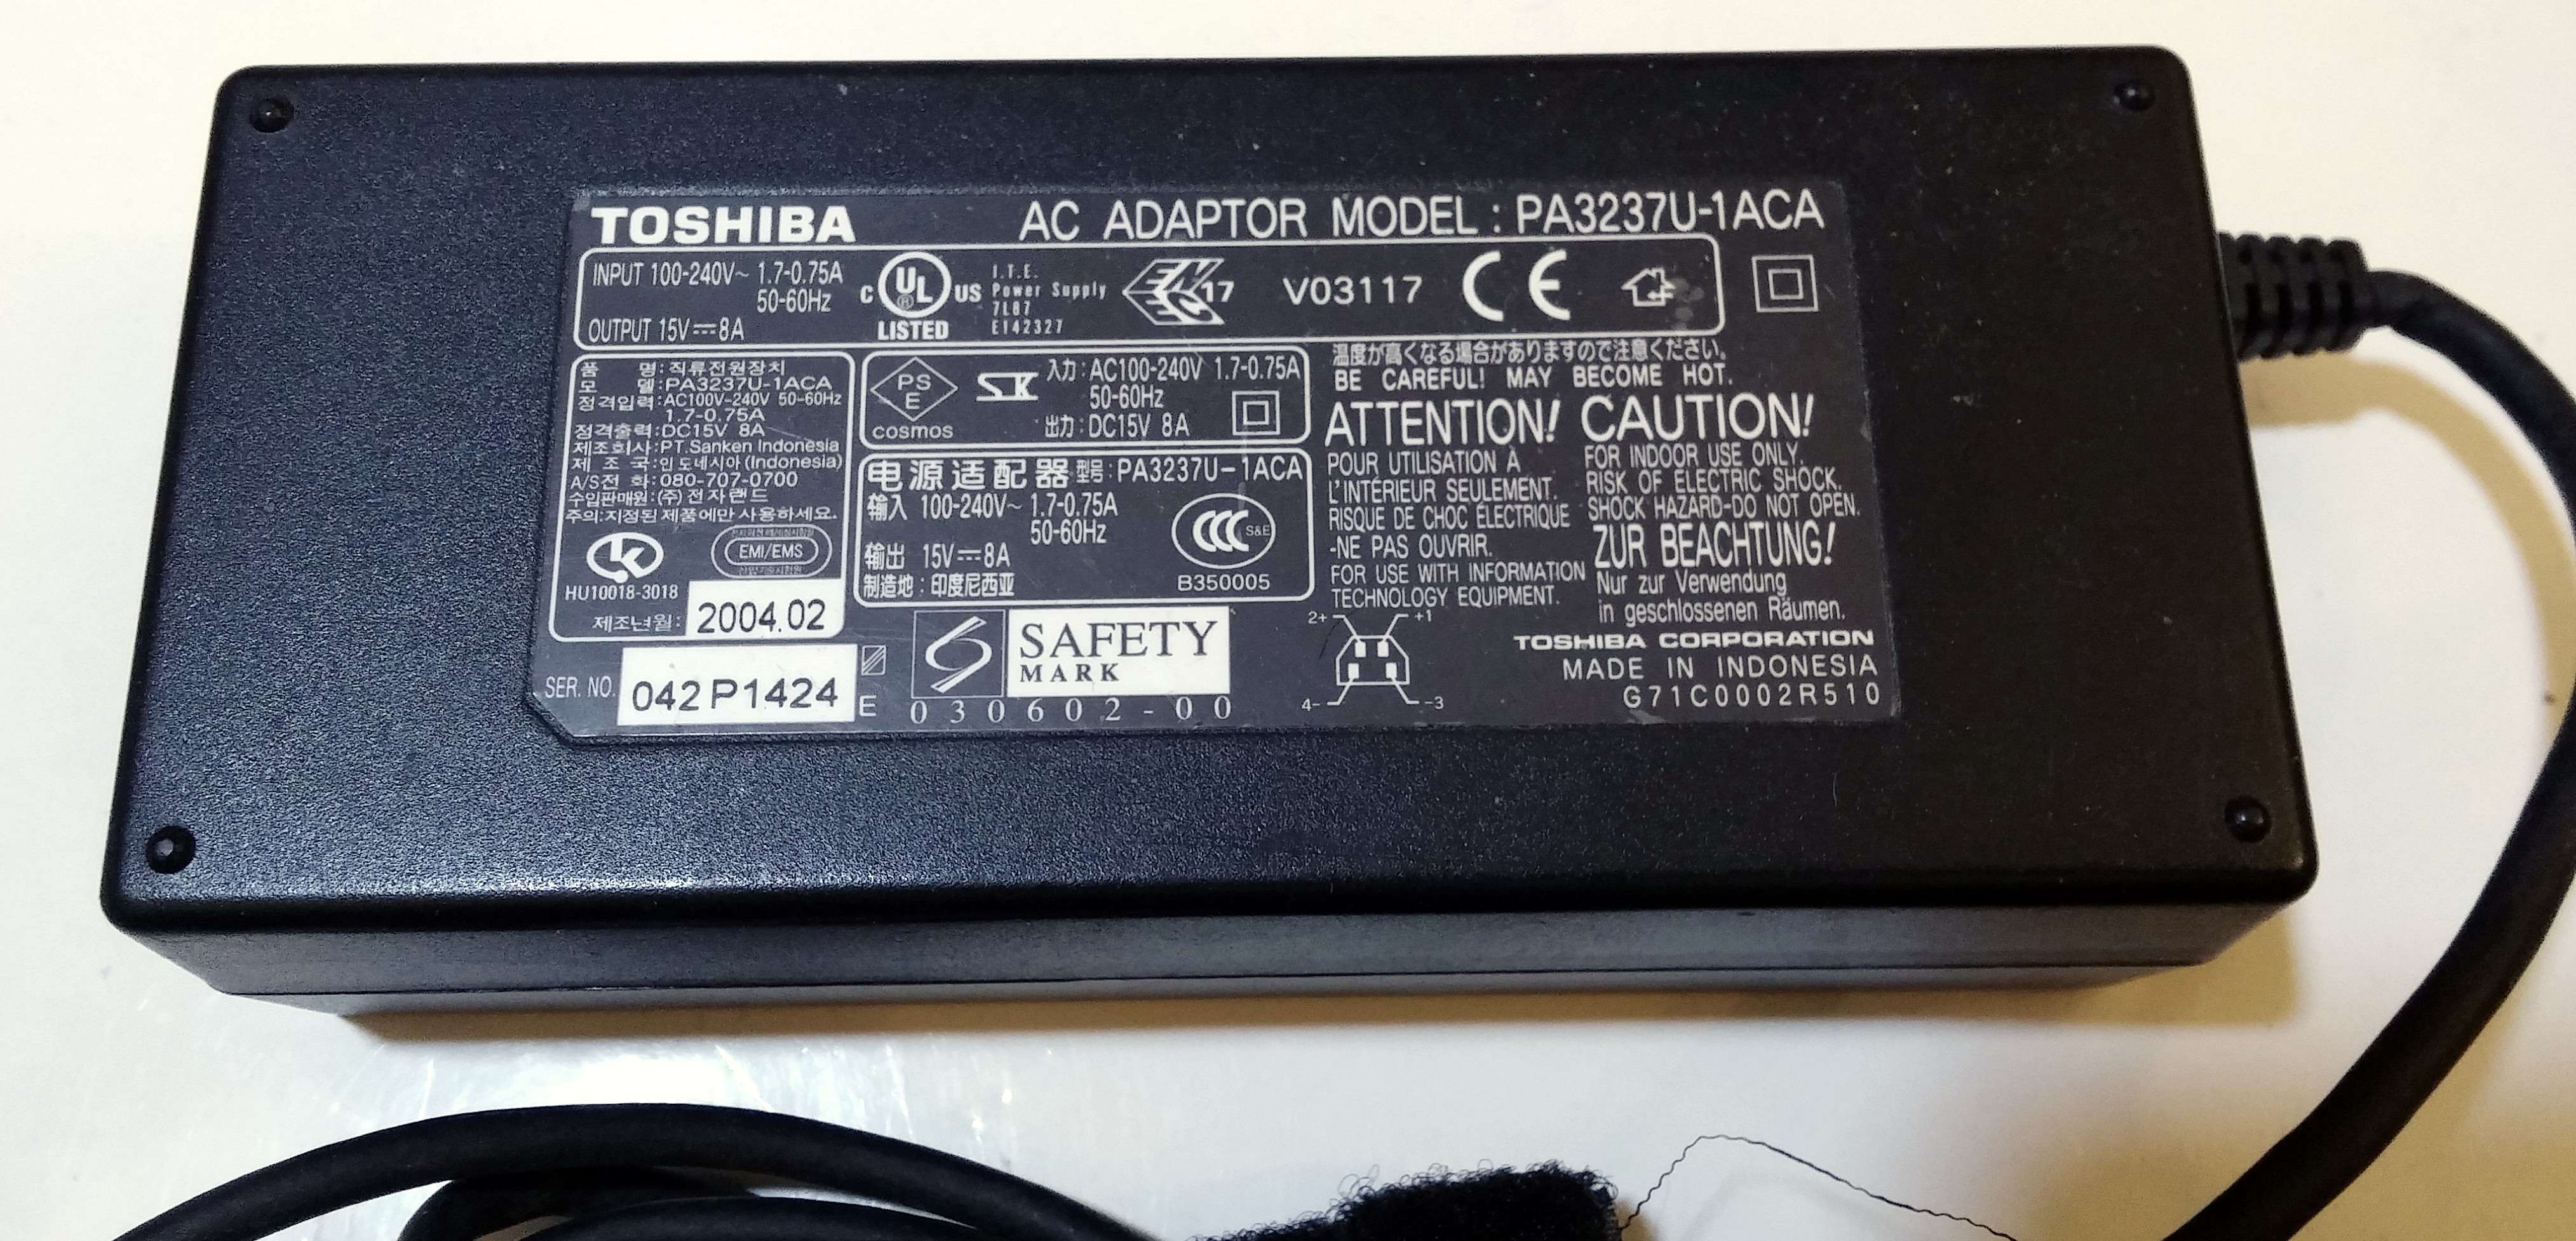 TOSHIBA AC ADAPTOR MODEL : PA3237U-1ACA
INPUT 100-240V~ 1.7-0.75A
50-60Hz
OUTPUT 15V⎓8A
C UL ® US
LISTED
I.T.E.
Power Supply
7L87
E142327
17
V03117
CE
품 명:직류전원장치
모 델:PA3237U-1ACA
정격입력:AC100V-240V 50-60Hz
1.7-0.75A
정격출력:DC15V 8A
제조회사:PT.Sanken Indonesia
제 조 국:인도네시아(Indonesia)
A/S전 화:080-707-0700
수입판매원:(주)전자랜드
주의:지정된 제품에만 사용하세요.
EMI/EMS
HU10018-3018
제조년월: 2004.02
SER. NO. 042P1424 E
PS
E
cosmos
入力:AC100-240V 1.7-0.75A
50-60Hz
出力:DC15V 8A
电源适配器 型号:PA3237U-1ACA
输入 100-240V~ 1.7-0.75A
50-60Hz
输出 15V⎓8A
制造地:印度尼西亚
CCC S&E
B350005
SAFETY
MARK
030602-00
温度が高くなる場合がありますので注意ください。
BE CAREFUL! MAY BECOME HOT.
ATTENTION!
POUR UTILISATION À
L'INTÉRIEUR SEULEMENT.
RISQUE DE CHOC ÉLECTRIQUE
-NE PAS OUVRIR.
FOR USE WITH INFORMATION
TECHNOLOGY EQUIPMENT.
CAUTION!
FOR INDOOR USE ONLY.
RISK OF ELECTRIC SHOCK.
SHOCK HAZARD-DO NOT OPEN.
ZUR BEACHTUNG!
Nur zur Verwendung
in geschlossenen Räumen.
2+ +1
4- -3
TOSHIBA CORPORATION
MADE IN INDONESIA
G71C0002R510